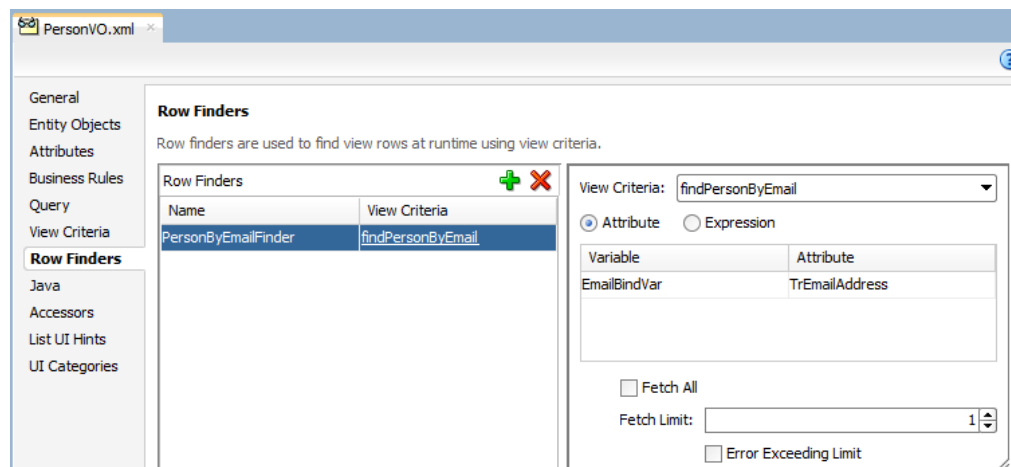 PersonVO.xml
General
Entity Objects
Attributes
Business Rules
Query
View Criteria
Row Finders
Java
Accessors
List UI Hints
UI Categories
Row Finders
Row finders are used to find view rows at runtime using view criteria.
Row Finders
Name View Criteria
PersonByEmailFinder findPersonByEmail
View Criteria: findPersonByEmail
Attribute Expression
Variable Attribute
EmailBindVar TrEmailAddress
Fetch All
Fetch Limit: 1
Error Exceeding Limit